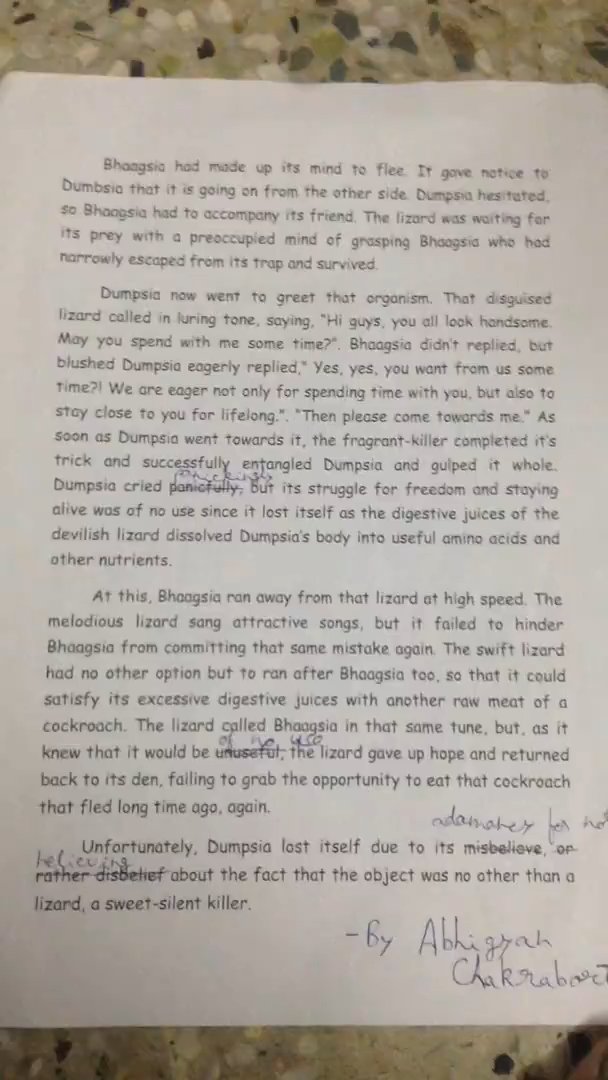 Bhaagsia had made up its mind to flee. It gave notice to
Dumbsia that it is going on from the other side. Dumpsia hesitated,
so Bhaagsia had to accompany its friend. The lizard was waiting for
its prey with a preoccupied mind of grasping Bhaagsia who had
narrowly escaped from its trap and survived.
Dumpsia now went to greet that organism. That disguised
lizard called in luring tone, saying, "Hi guys, you all look handsome.
May you spend with me some time?". Bhaagsia didn't replied, but
blushed Dumpsia eagerly replied," Yes, yes, you want from us some
time?! We are eager not only for spending time with you, but also to
stay close to you for lifelong.". "Then please come towards me." As
soon as Dumpsia went towards it, the fragrant-killer completed it's
trick and successfully entangled Dumpsia and gulped it whole.
Dumpsia cried panicfully, but its struggle for freedom and staying
alive was of no use since it lost itself as the digestive juices of the
devilish lizard dissolved Dumpsia's body into useful amino acids and
other nutrients.
At this, Bhaagsia ran away from that lizard at high speed. The
melodious lizard sang attractive songs, but it failed to hinder
Bhaagsia from committing that same mistake again. The swift lizard
had no other option but to ran after Bhaagsia too, so that it could
satisfy its excessive digestive juices with another raw meat of a
cockroach. The lizard called Bhaagsia in that same tune, but, as it
of no use
knew that it would be unuseful, the lizard gave up hope and returned
back to its den, failing to grab the opportunity to eat that cockroach
that fled long time ago, again.
for not
Unfortunately, Dumpsia lost itself due to its misbelieve, or
believing
rather disbelief about the fact that the object was no other than a
lizard, a sweet-silent killer.
-By Abhigyan
Chakrabort